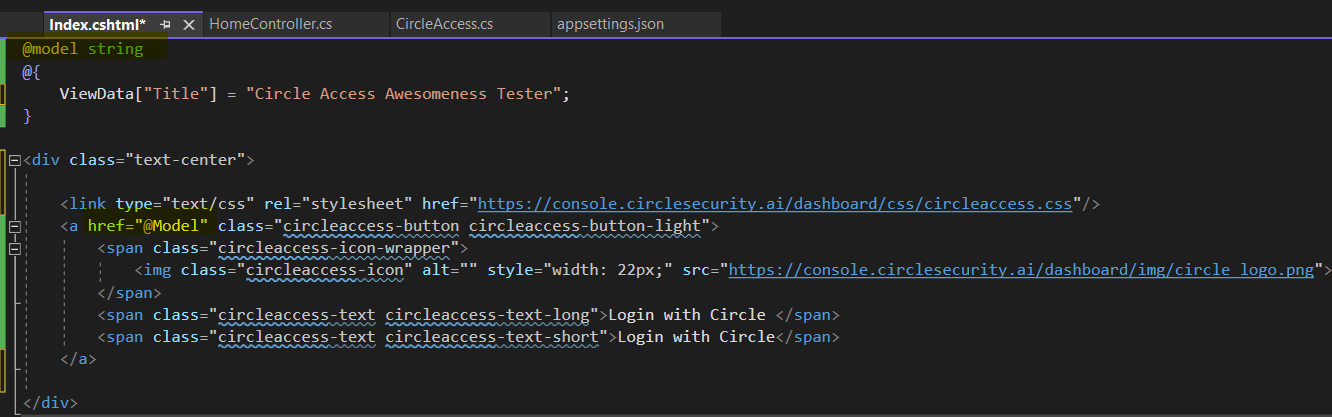 Index.cshtml* HomeController.cs CircleAccess.cs appsettings.json
@model string
@{
    ViewData["Title"] = "Circle Access Awesomeness Tester";
}
<div class="text-center">
    <link type="text/css" rel="stylesheet" href="https://console.circlesecurity.ai/dashboard/css/circleaccess.css"/>
    <a href="@Model" class="circleaccess-button circleaccess-button-light">
        <span class="circleaccess-icon-wrapper">
            <img class="circleaccess-icon" alt="" style="width: 22px;" src="https://console.circlesecurity.ai/dashboard/img/circle_logo.png">
        </span>
        <span class="circleaccess-text circleaccess-text-long">Login with Circle </span>
        <span class="circleaccess-text circleaccess-text-short">Login with Circle</span>
    </a>
</div>